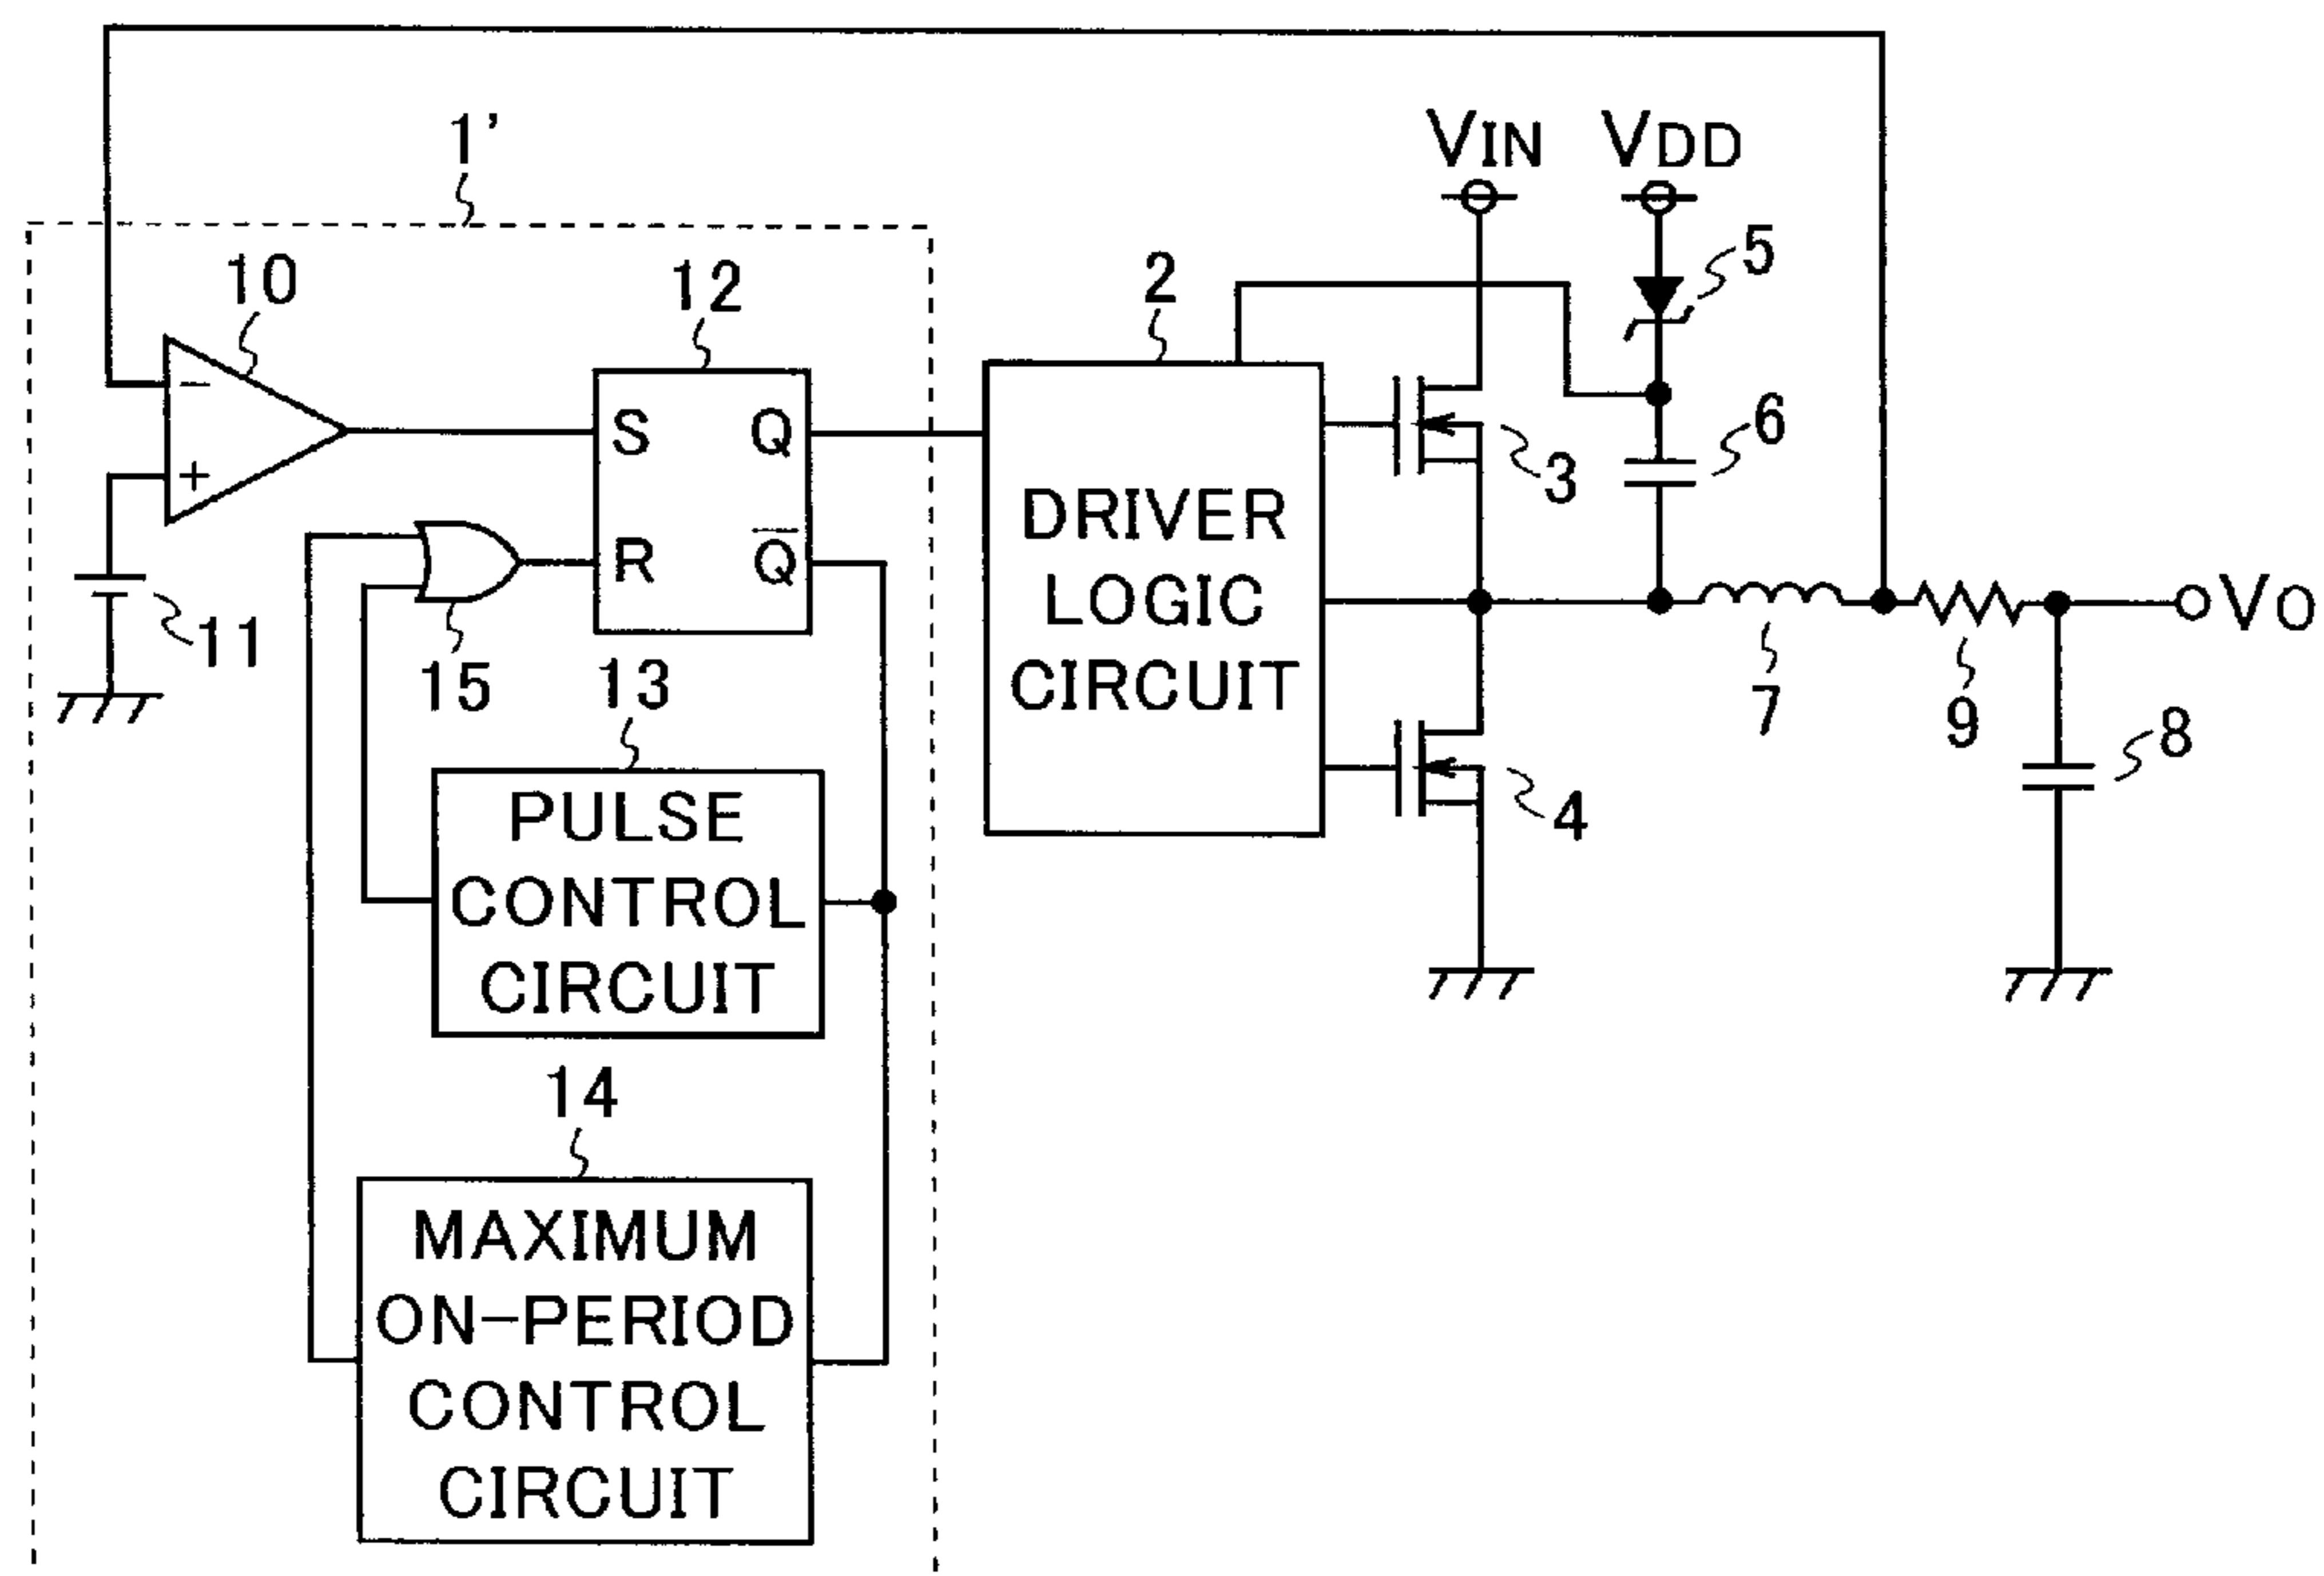 1'
VIN VDD
10
12
2
5
6
S Q
3
DRIVER
LOGIC
CIRCUIT
−
+
R Q̅
VO
11
15
13
7
9
8
4
PULSE
CONTROL
CIRCUIT
14
MAXIMUM
ON-PERIOD
CONTROL
CIRCUIT